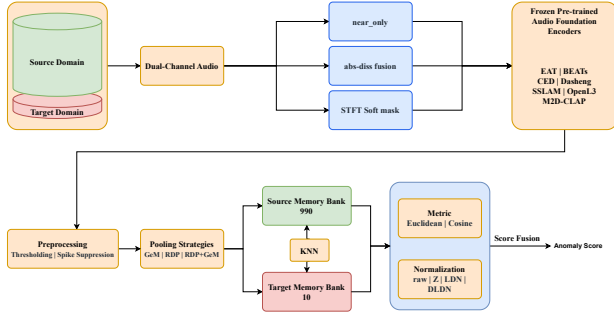 Source Domain
Target Domain
Dual-Channel Audio
near_only
abs-diss fusion
STFT Soft mask
Frozen Pre-trained
Audio Foundation
Encoders
EAT | BEATs
CED | Dasheng
SSLAM | OpenL3
M2D-CLAP
Preprocessing
Thresholding | Spike Suppression
Pooling Strategies
GeM | RDP | RDP+GeM
Source Memory Bank
990
KNN
Target Memory Bank
10
Metric
Euclidean | Cosine
Normalization
raw | Z | LDN |
DLDN
Score Fusion
Anomaly Score